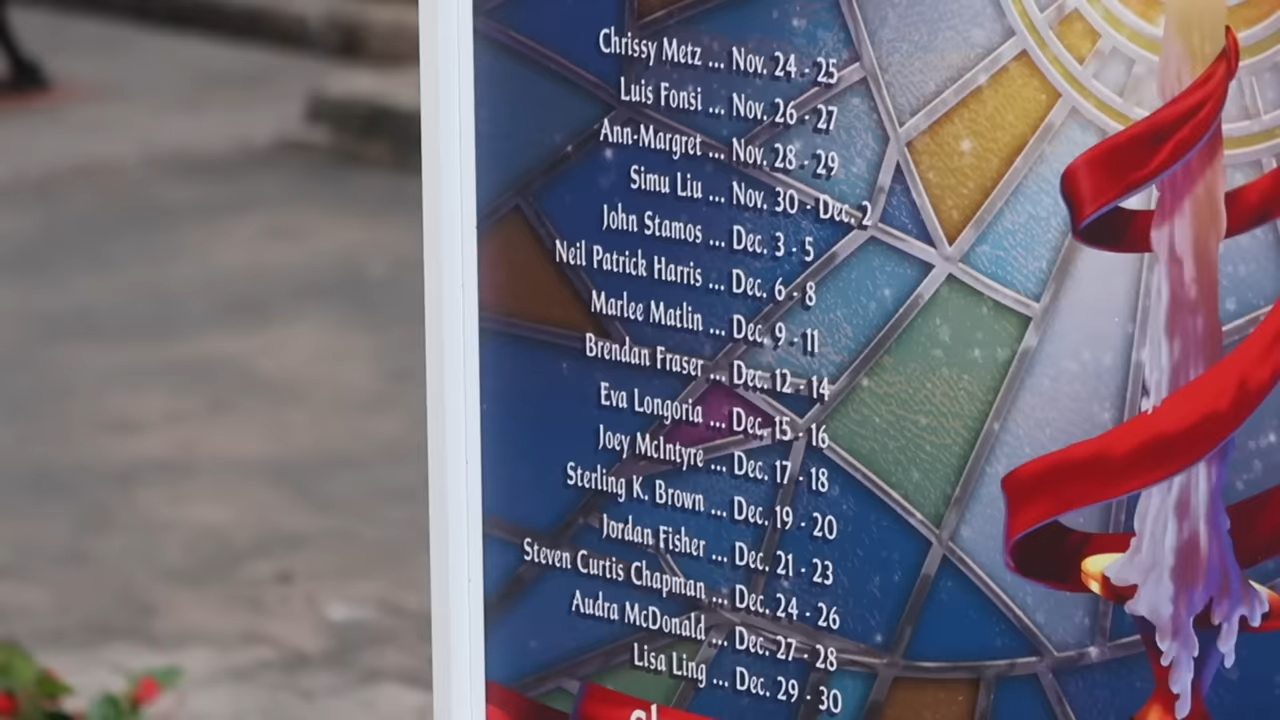 Chrissy Metz ... Nov. 24 - 25
Luis Fonsi ... Nov. 26 - 27
Ann-Margret ... Nov. 28 - 29
Simu Liu ... Nov. 30 - Dec. 2
John Stamos ... Dec. 3 - 5
Neil Patrick Harris ... Dec. 6 - 8
Marlee Matlin ... Dec. 9 - 11
Brendan Fraser ... Dec. 12 - 14
Eva Longoria ... Dec. 15 - 16
Joey McIntyre ... Dec. 17 - 18
Sterling K. Brown ... Dec. 19 - 20
Jordan Fisher ... Dec. 21 - 23
Steven Curtis Chapman ... Dec. 24 - 26
Audra McDonald ... Dec. 27 - 28
Lisa Ling ... Dec. 29 - 30